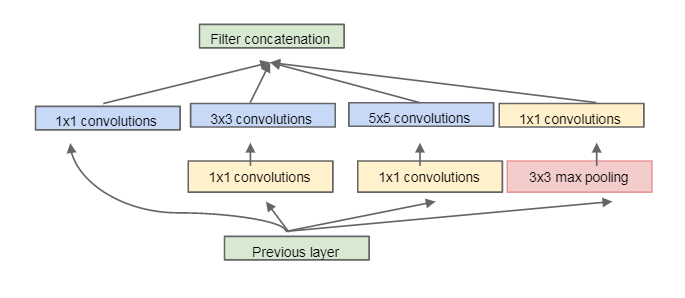 Filter concatenation
1x1 convolutions
3x3 convolutions
5x5 convolutions
1x1 convolutions
1x1 convolutions
1x1 convolutions
3x3 max pooling
Previous layer